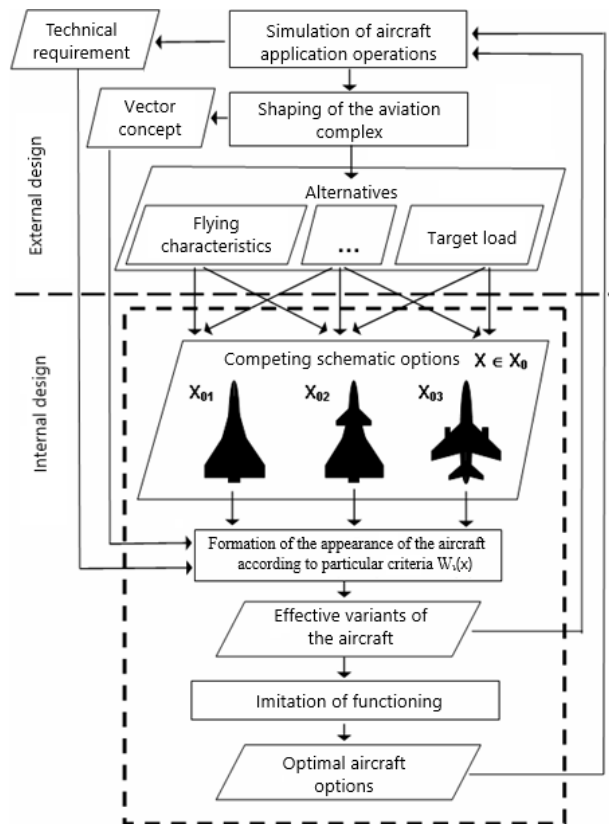 Technical
requirement
Simulation of aircraft
application operations
Vector
concept
Shaping of the aviation
complex
External design
Alternatives
Flying
characteristics
...
Target load
Internal design
Competing schematic options X ∈ X₀
X₀₁
X₀₂
X₀₃
Formation of the appearance of the aircraft
according to particular criteria Wₛ(x)
Effective variants of
the aircraft
Imitation of functioning
Optimal aircraft
options